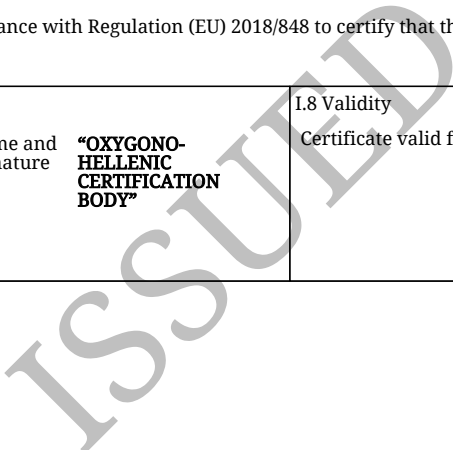 ance with Regulation (EU) 2018/848 to certify that th
I.8 Validity
me and
nature
“OXYGONO-
HELLENIC
CERTIFICATION
BODY”
Certificate valid f
ISSUED